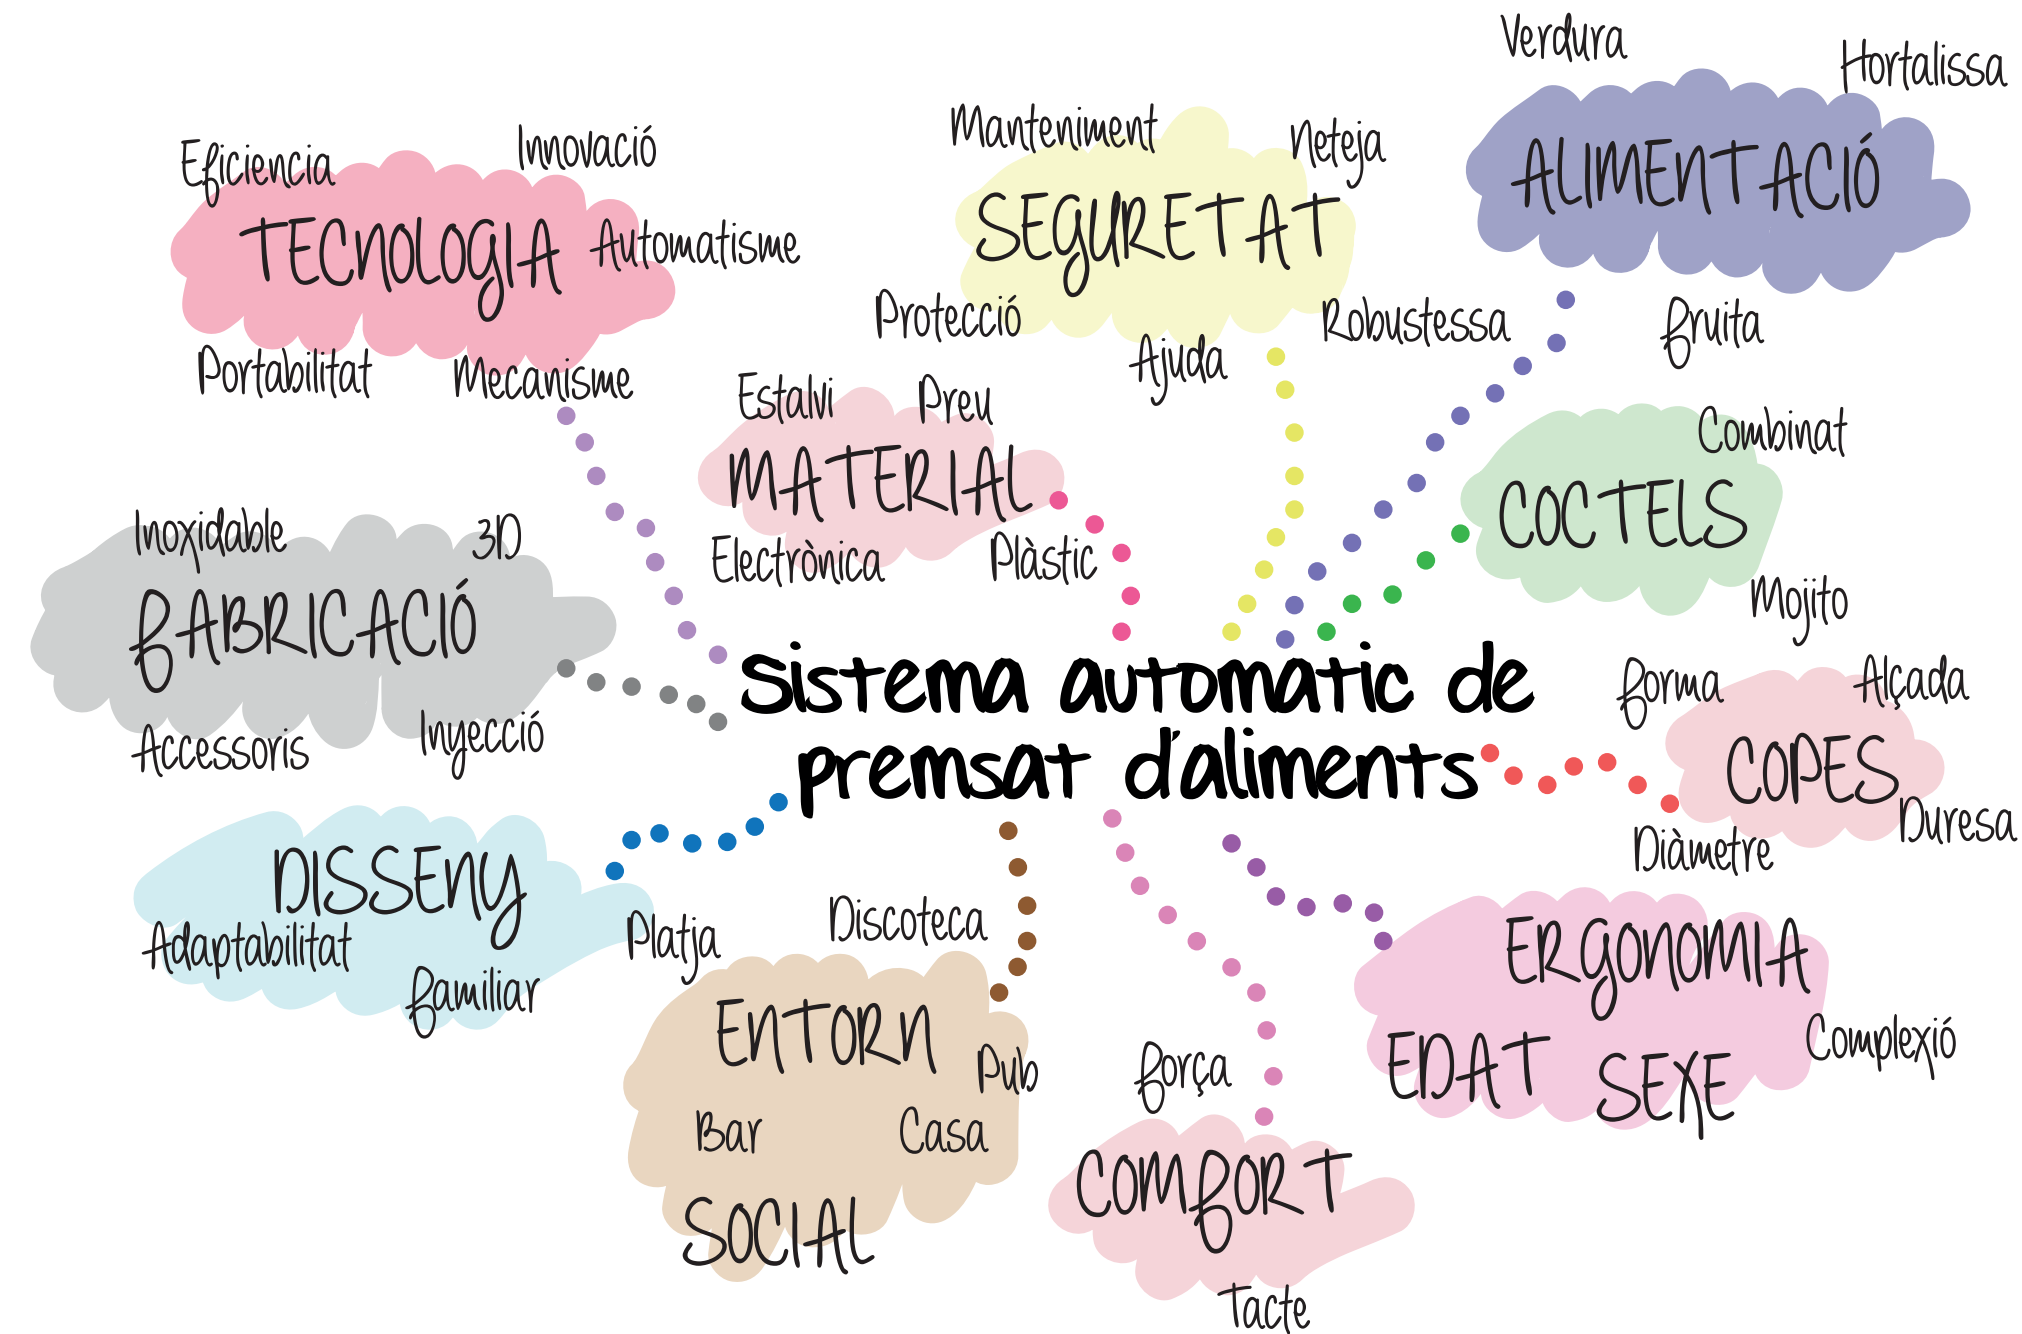 Eficiencia
Innovació
TECNOLOGIA
Automatisme
Portabilitat
Mecanisme
Manteniment
Neteja
SEGURETAT
Protecció
Ajuda
Robustessa
Verdura
Hortalissa
ALIMENTACIÓ
Fruita
Estalvi
Preu
MATERIAL
Electrònica
Plàstic
Combinat
COCTELS
Mojito
Inoxidable
3D
FABRICACIÓ
Accessoris
Inyecció
Sistema automatic de
premsat d'aliments
Forma
Alçada
COPES
Duresa
Diàmetre
DISSENY
Adaptabilitat
Familiar
Platja
Discoteca
ENTORN
Pub
Bar
Casa
SOCIAL
Força
COMFORT
Tacte
ERGONOMIA
EDAT
SEXE
Complexió